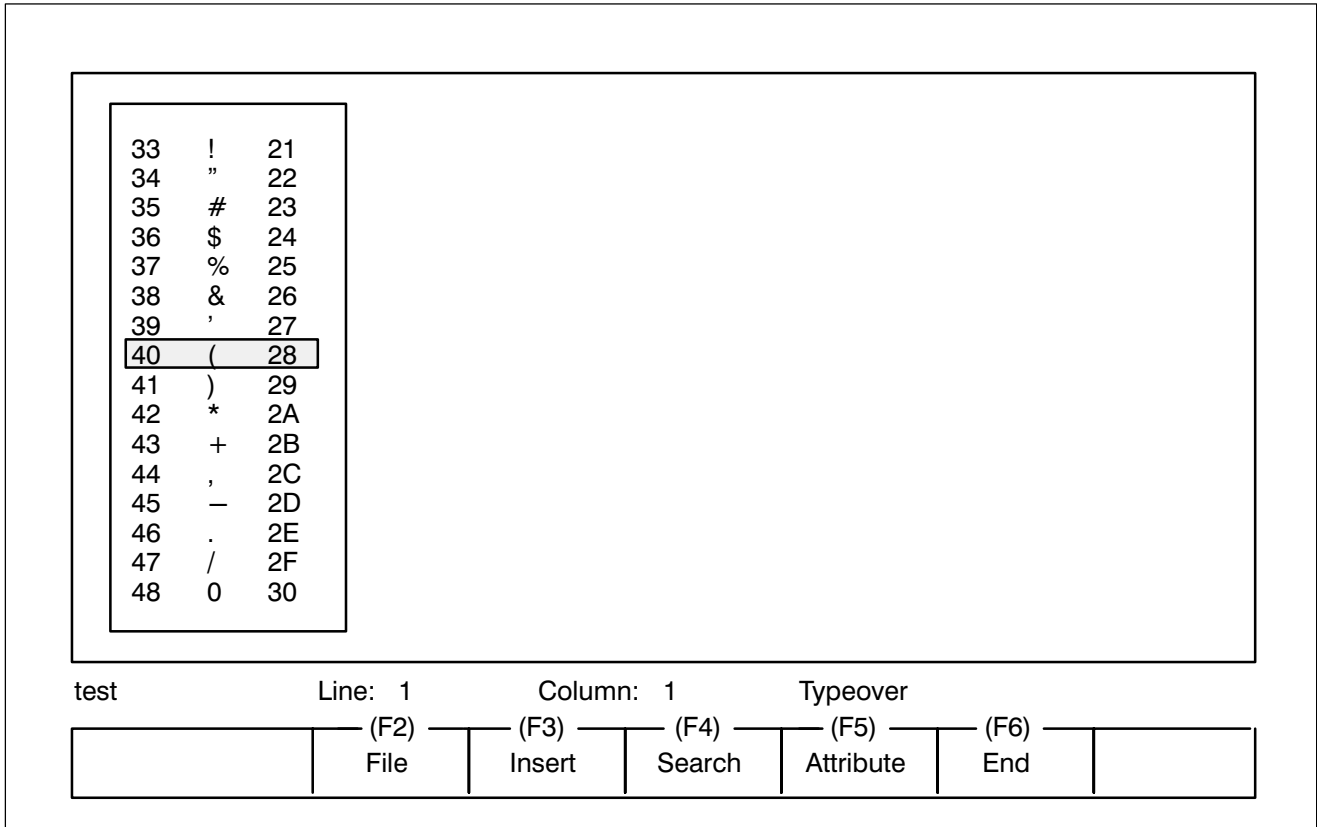 33 ! 21
34 ” 22
35 # 23
36 $ 24
37 % 25
38 & 26
39 ’ 27
40 ( 28
41 ) 29
42 * 2A
43 + 2B
44 , 2C
45 – 2D
46 . 2E
47 / 2F
48 0 30
test Line: 1 Column: 1 Typeover
(F2) (F3) (F4) (F5) (F6)
File Insert Search Attribute End